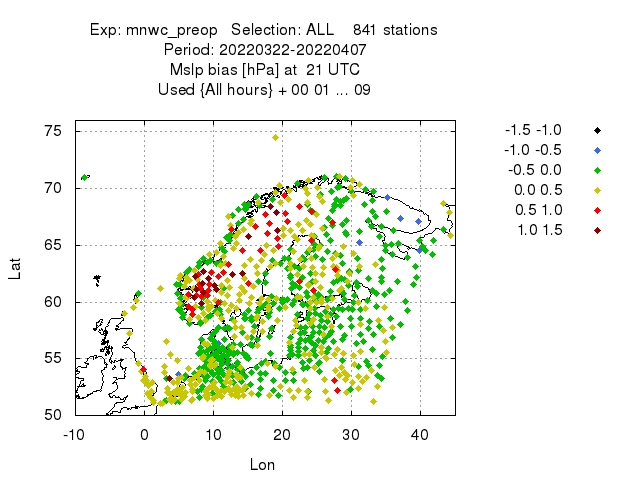 Exp: mnwc_preop Selection: ALL 841 stations
Period: 20220322-20220407
Mslp bias [hPa] at 21 UTC
Used {All hours} + 00 01 ... 09
75
70
65
60
55
50
Lat
-10 0 10 20 30 40
Lon
-1.5 -1.0
-1.0 -0.5
-0.5 0.0
0.0 0.5
0.5 1.0
1.0 1.5